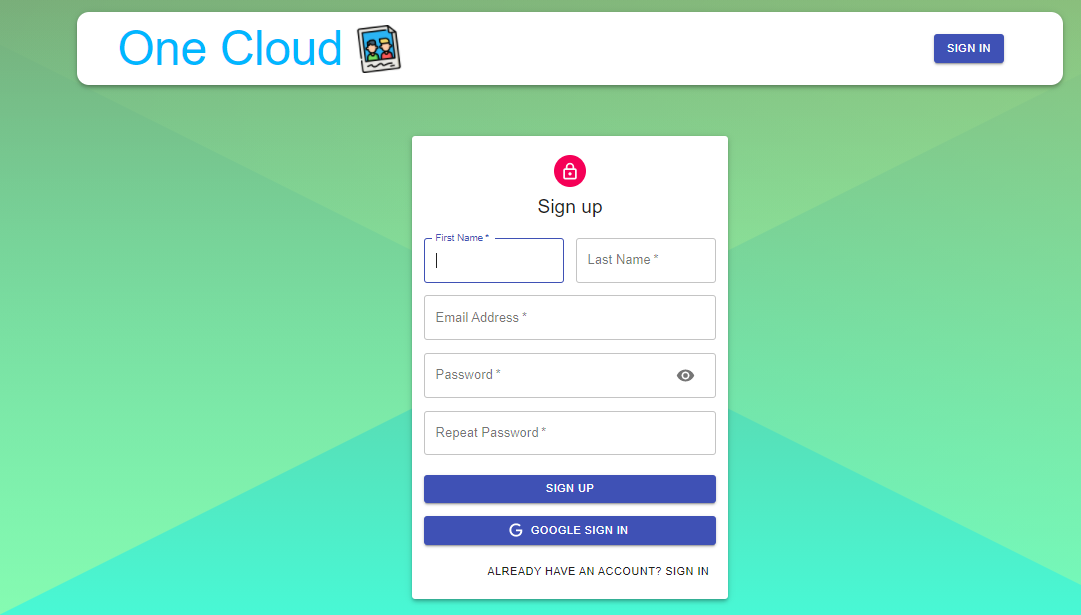 One Cloud
SIGN IN
Sign up
First Name *
Last Name *
Email Address *
Password *
Repeat Password *
SIGN UP
GOOGLE SIGN IN
ALREADY HAVE AN ACCOUNT? SIGN IN